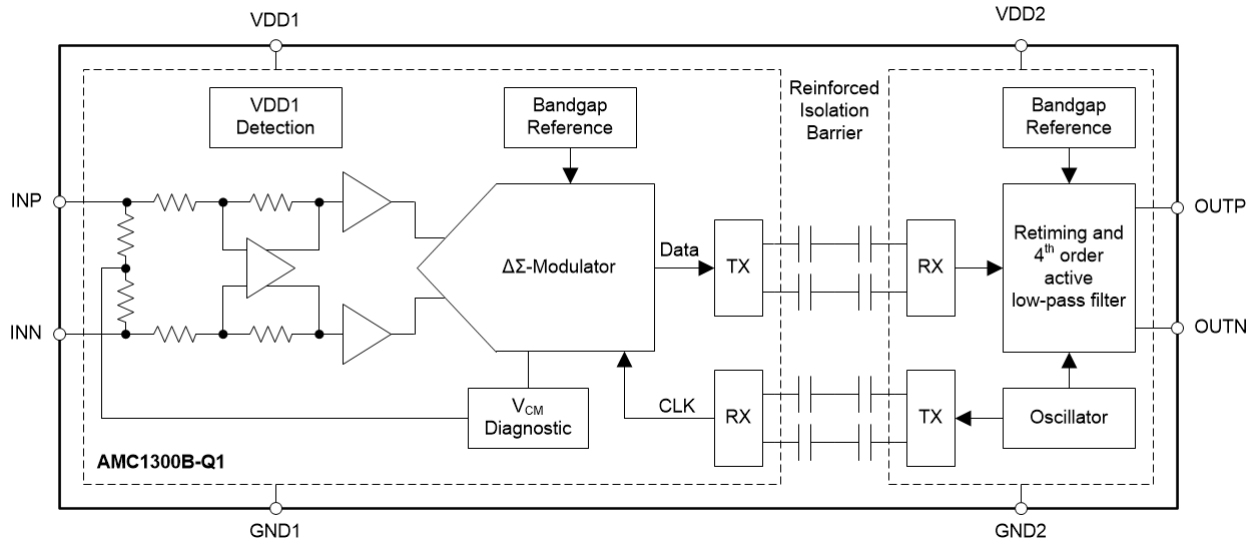 VDD1
VDD2
VDD1
Detection
Bandgap
Reference
Reinforced
Isolation
Barrier
Bandgap
Reference
INP
INN
ΔΣ-Modulator
Data
TX
RX
Retiming and
4th order
active
low-pass filter
OUTP
OUTN
VCM
Diagnostic
CLK
RX
TX
Oscillator
AMC1300B-Q1
GND1
GND2